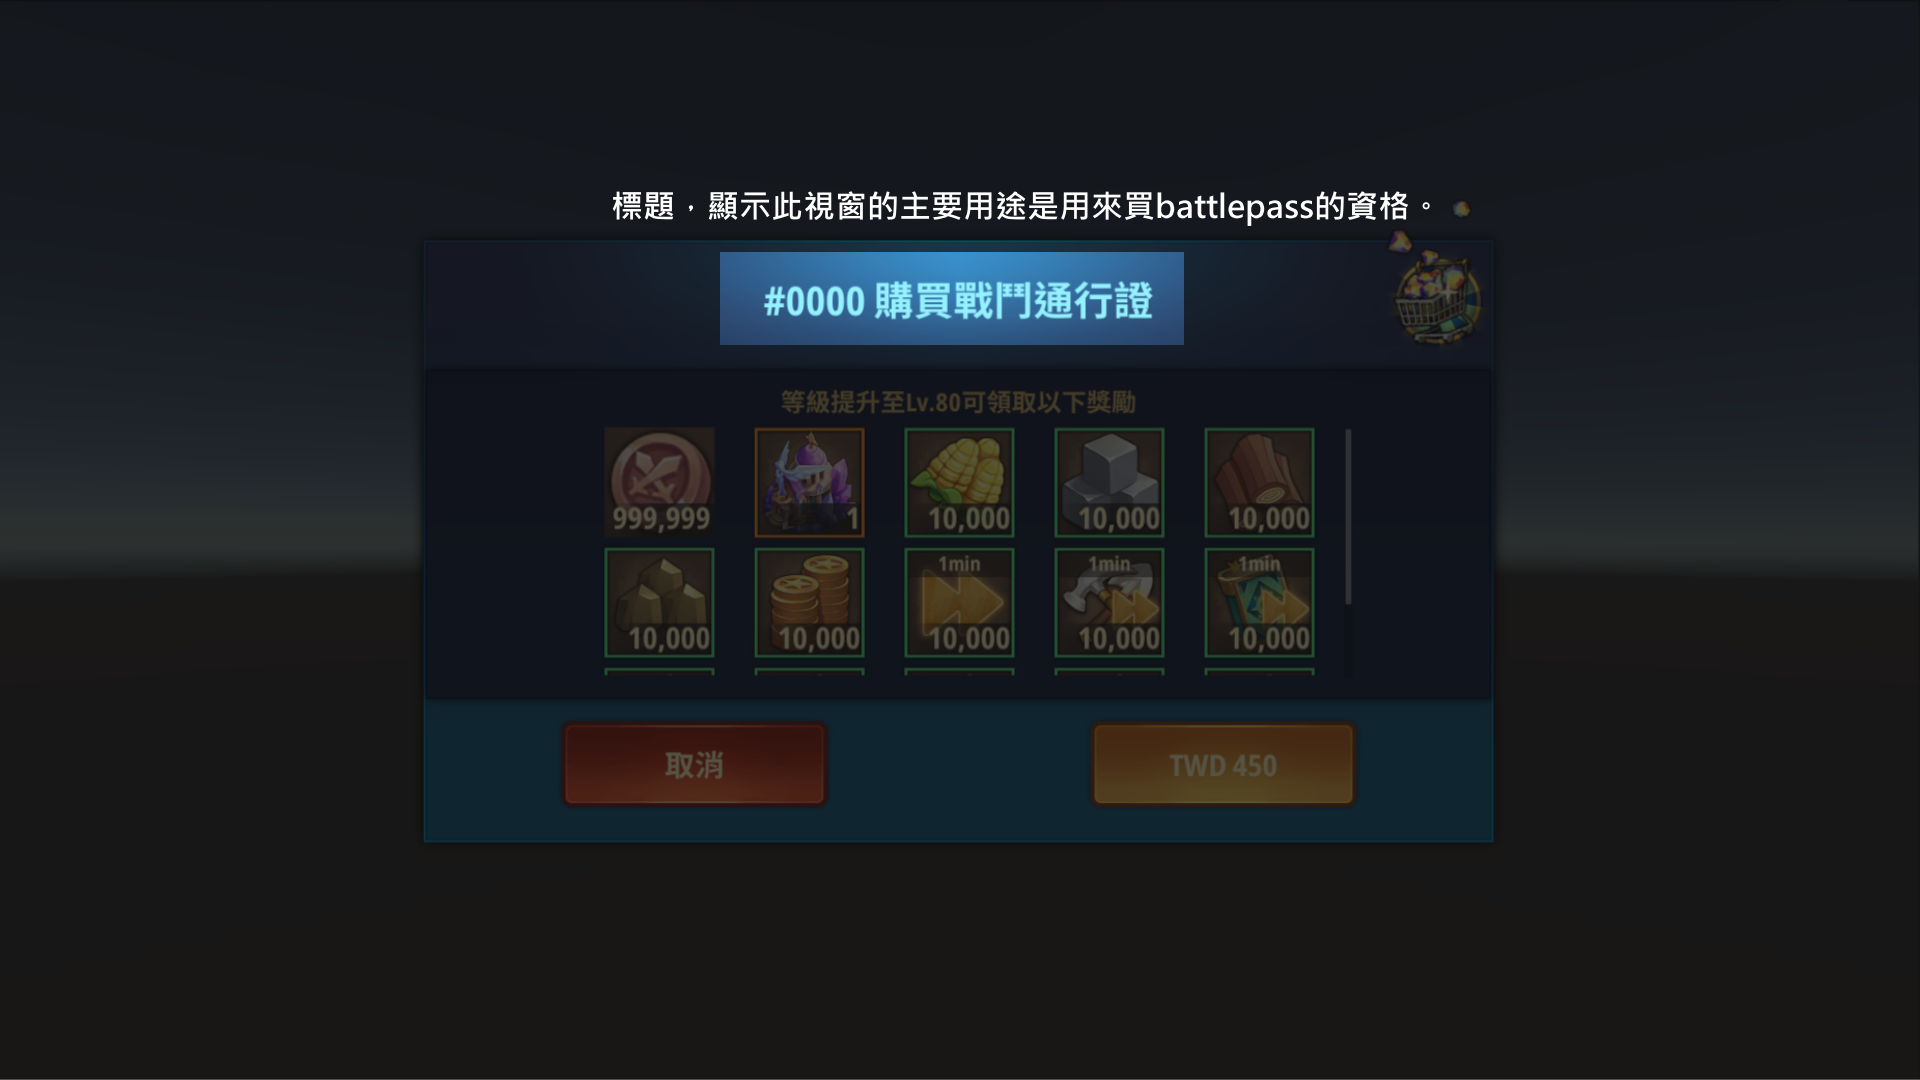 標題，顯示此視窗的主要用途是用來買battlepass的資格。
#0000 購買戰鬥通行證
等級提升至Lv.80可領取以下獎勵
999,999 1 10,000 10,000 10,000
1min 1min 1min
10,000 10,000 10,000 10,000 10,000
取消 TWD 450